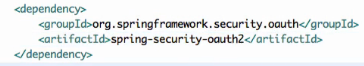 <dependency>
<groupId>org.springframework.security.oauth</groupId>
<artifactId>spring-security-oauth2</artifactId>
</dependency>